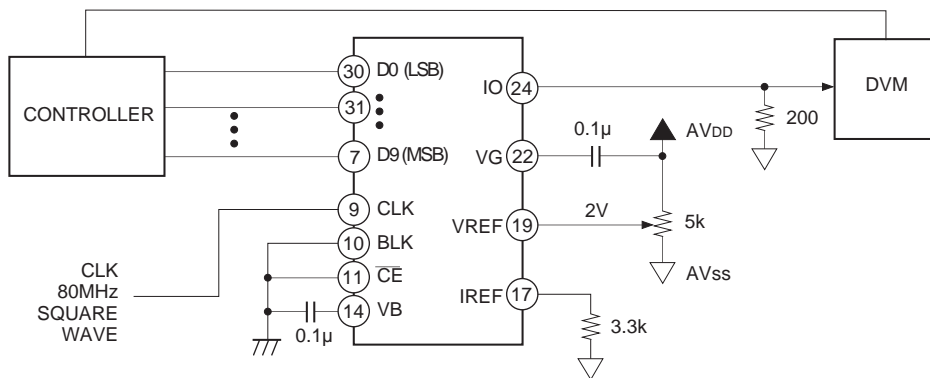 CONTROLLER
30 D0 (LSB)
31
7 D9 (MSB)
9 CLK
10 BLK
11 CE
14 VB
0.1μ
CLK
80MHz
SQUARE
WAVE
IO 24
VG 22
VREF 19
IREF 17
0.1μ
AVDD
2V
5k
AVss
3.3k
200
DVM